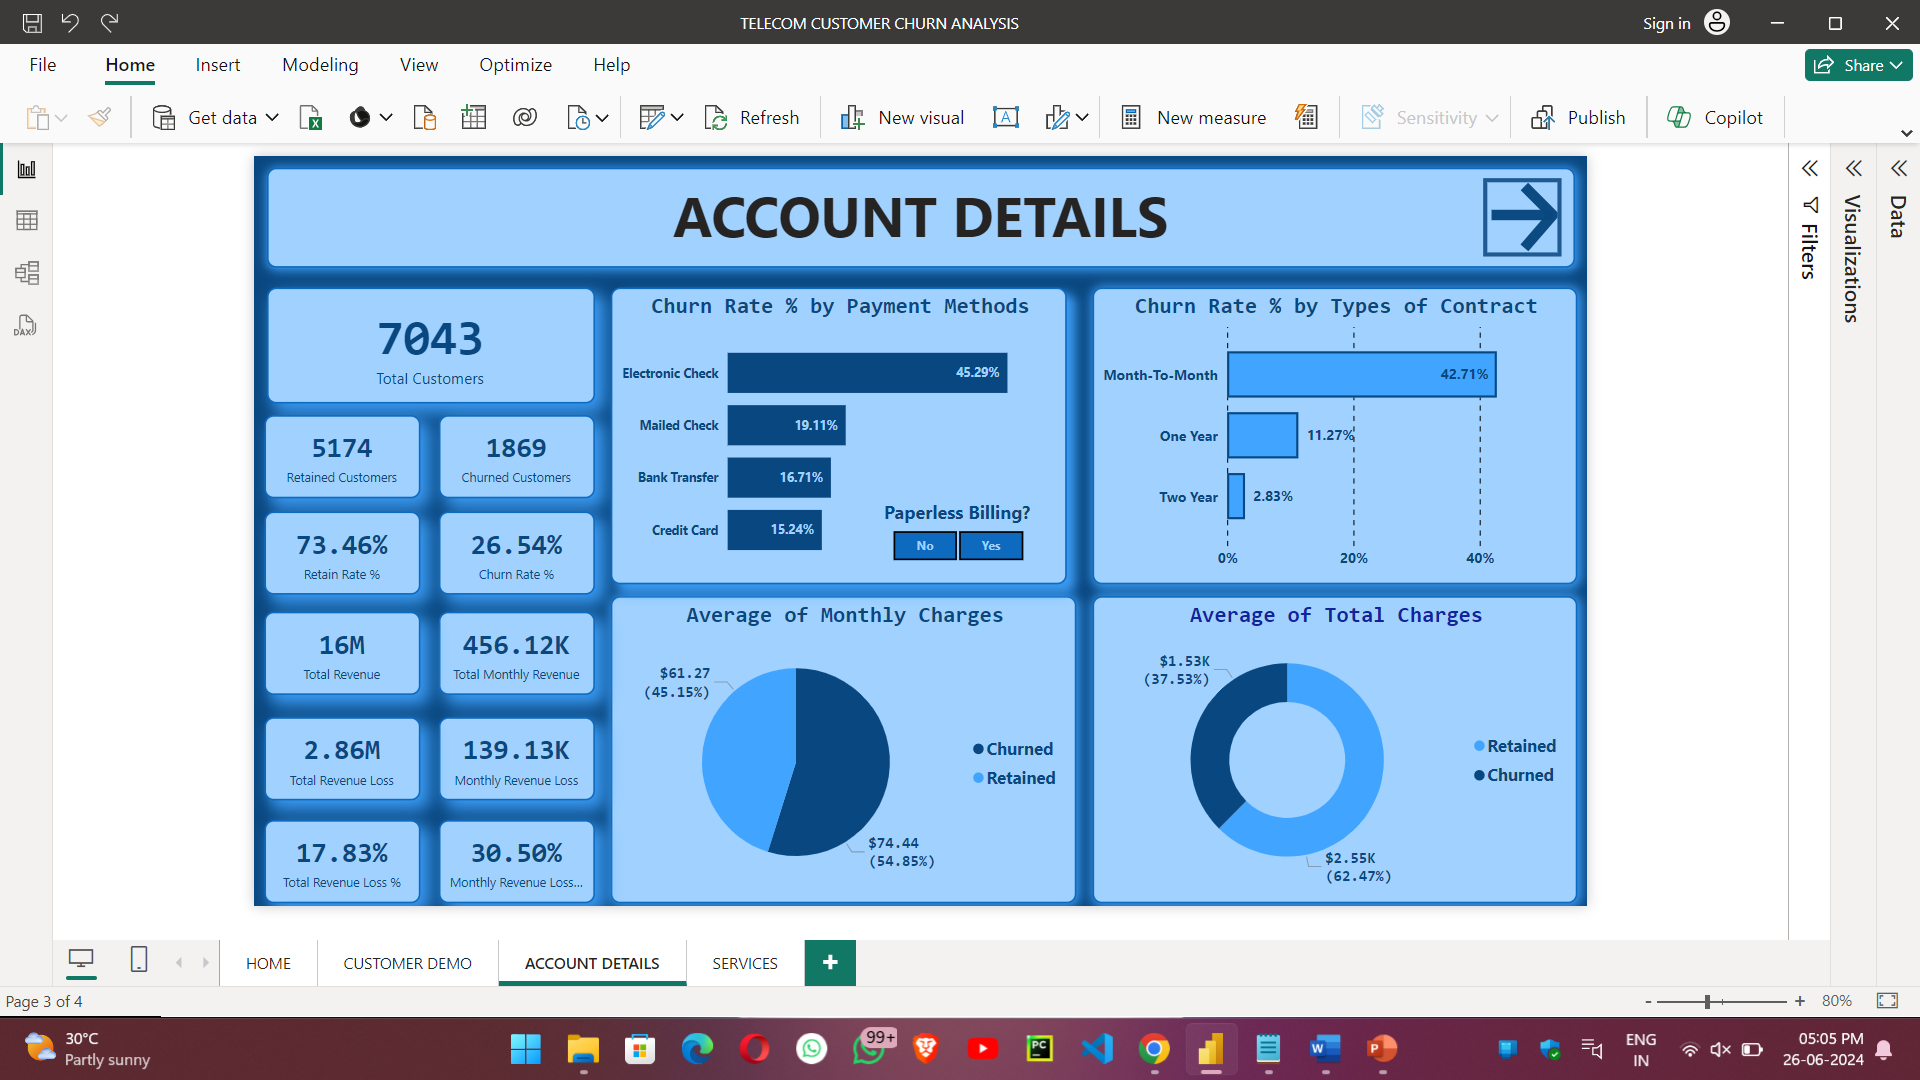 TELECOM CUSTOMER CHURN ANALYSIS
Sign in
File
Home
Insert
Modeling
View
Optimize
Help
Share
Get data
Refresh
New visual
New measure
Sensitivity
Publish
Copilot
Filters
Visualizations
Data
DAX
ACCOUNT DETAILS
7043
Total Customers
5174
Retained Customers
1869
Churned Customers
73.46%
Retain Rate %
26.54%
Churn Rate %
16M
Total Revenue
456.12K
Total Monthly Revenue
2.86M
Total Revenue Loss
139.13K
Monthly Revenue Loss
17.83%
Total Revenue Loss %
30.50%
Monthly Revenue Loss...
Churn Rate % by Payment Methods
Electronic Check
45.29%
Mailed Check
19.11%
Bank Transfer
16.71%
Credit Card
15.24%
Paperless Billing?
No
Yes
Churn Rate % by Types of Contract
Month-To-Month
42.71%
One Year
11.27%
Two Year
2.83%
0%
20%
40%
Average of Monthly Charges
$61.27
(45.15%)
$74.44
(54.85%)
Churned
Retained
Average of Total Charges
$1.53K
(37.53%)
$2.55K
(62.47%)
Retained
Churned
HOME
CUSTOMER DEMO
ACCOUNT DETAILS
SERVICES
Page 3 of 4
- + 80%
30°C
Partly sunny
99+
PC
W
P
ENG
IN
05:05 PM
26-06-2024